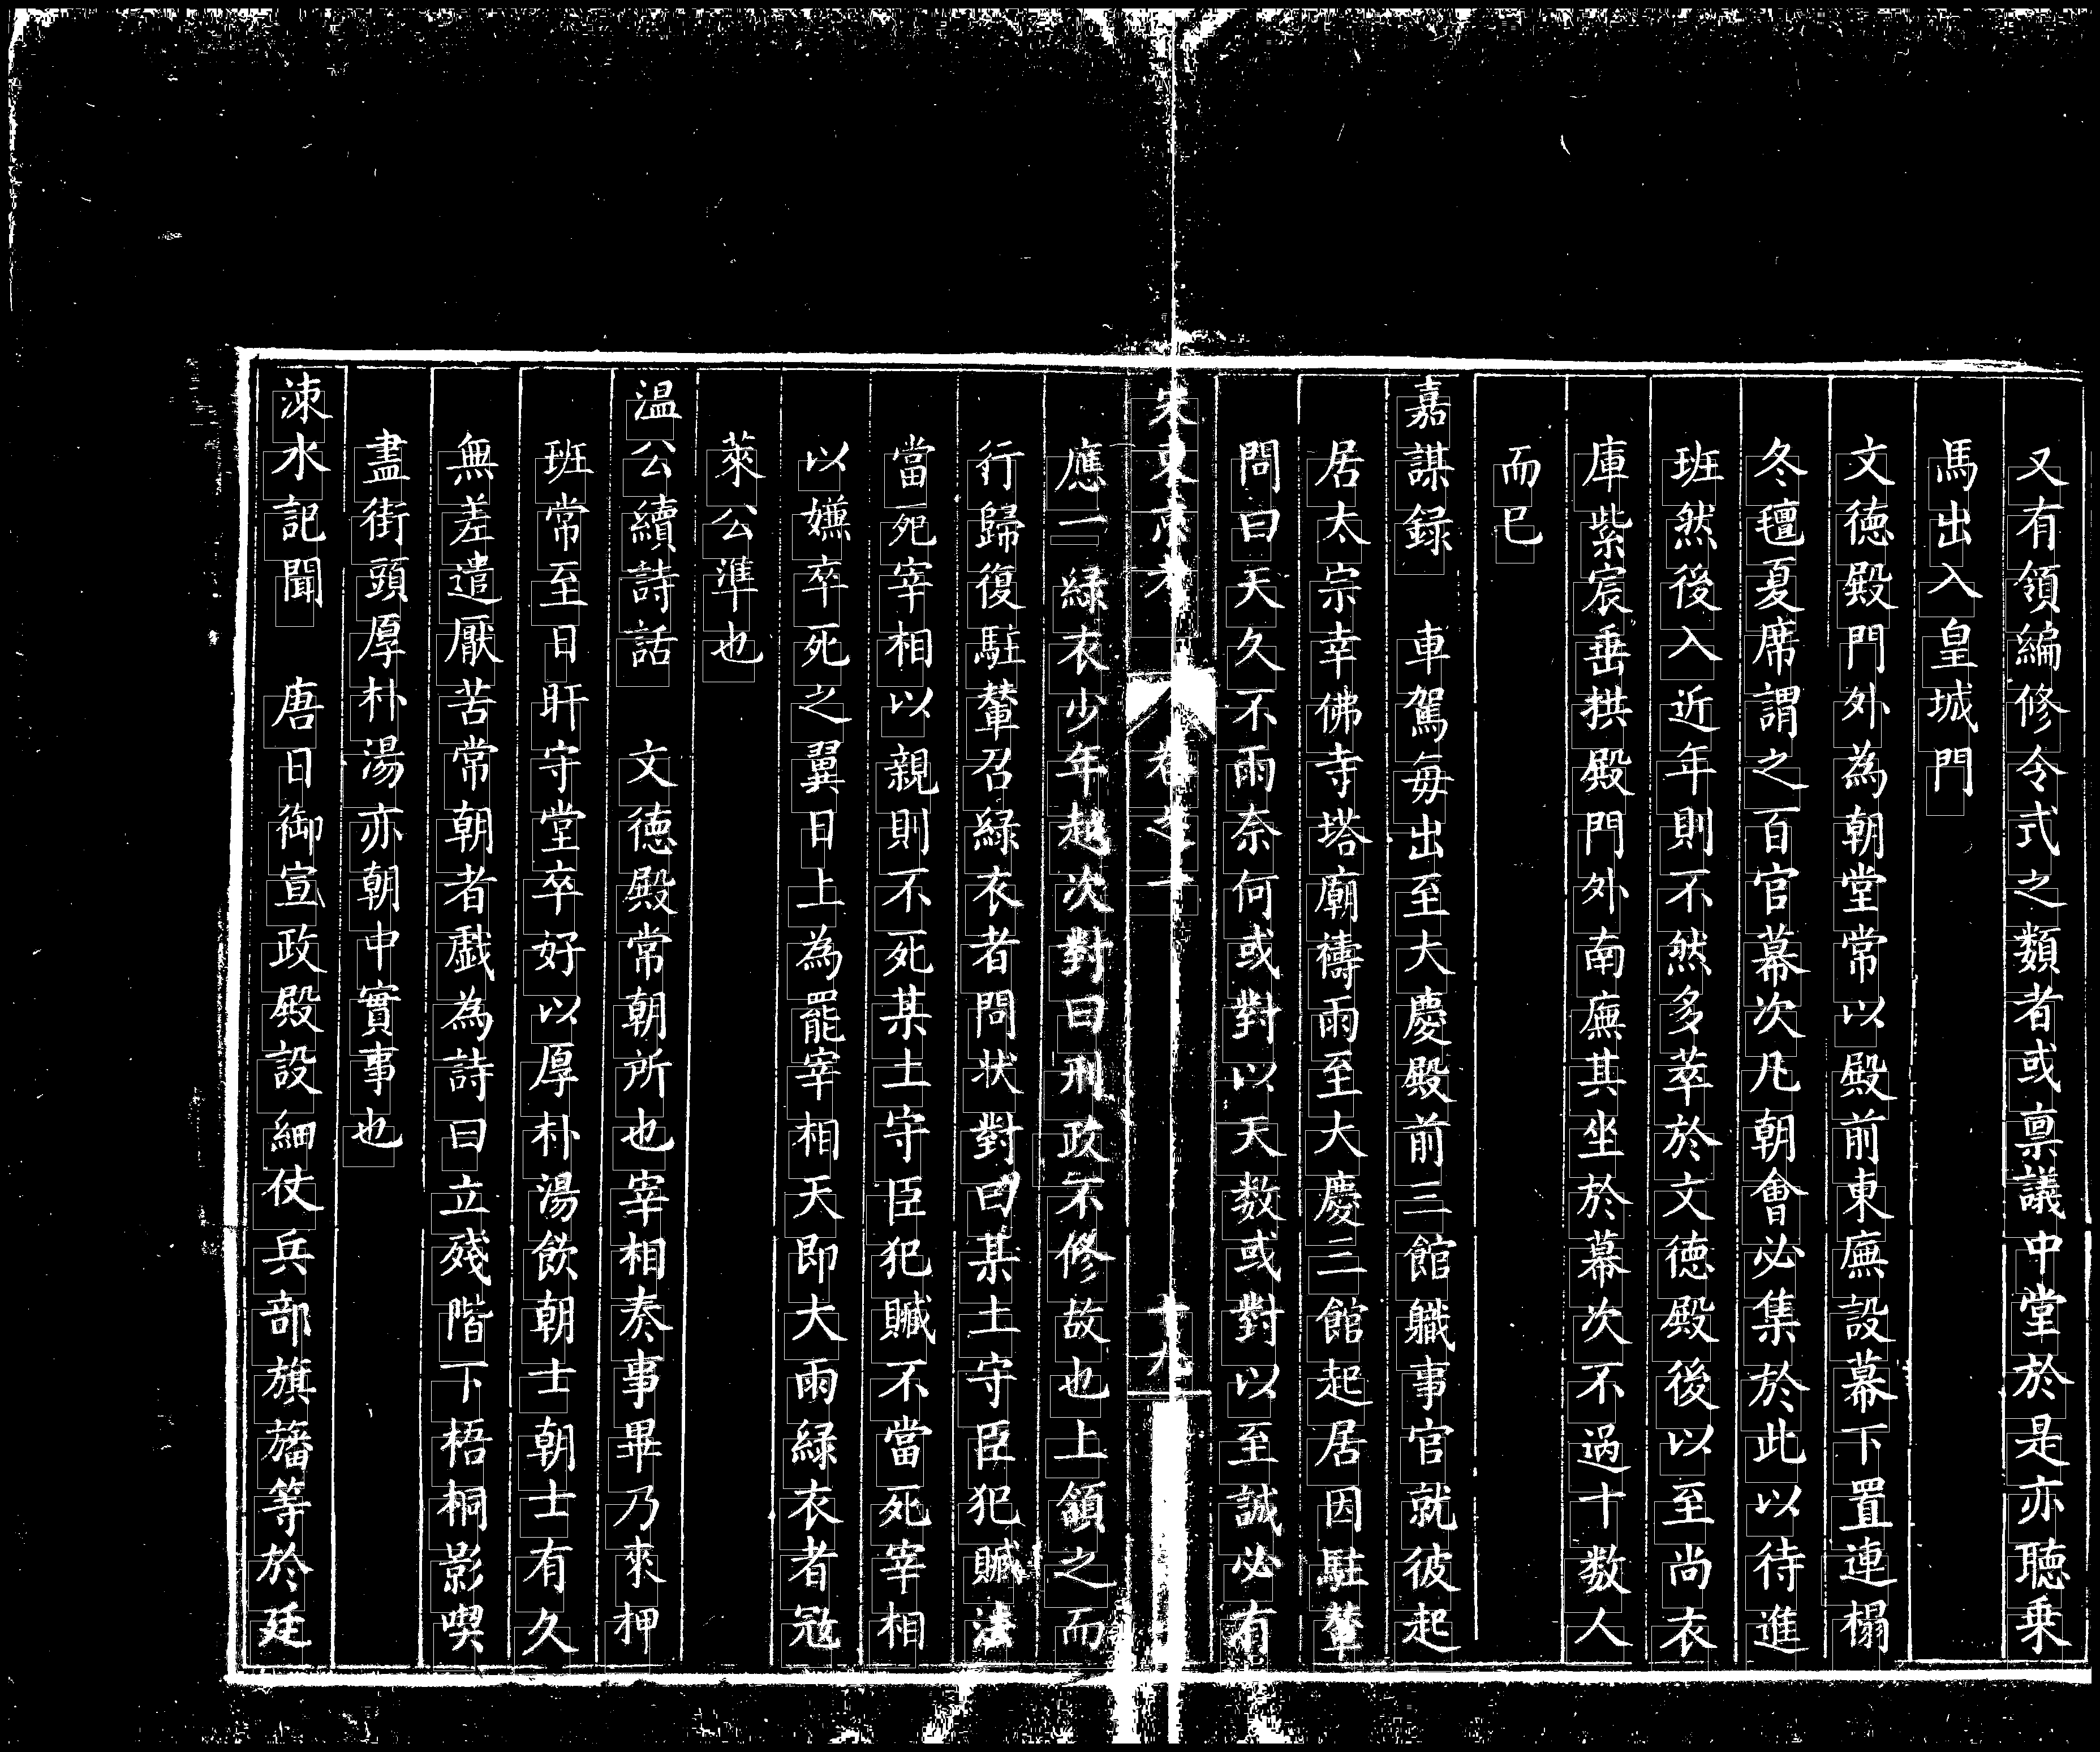 又有領編修令式之類者或禀議中堂於是亦聽乗
馬出入皇城門
文徳殿門外為朝堂常以殿前東廡設幕下置連榻
冬氊夏席謂之百官幕次凡朝會必集於此以待進
班然後入近年則不然多萃於文徳殿後以至尚衣
庫紫宸垂拱殿門外南廡其坐於幕次不過十数人
而已
嘉謀録　車駕毎出至大慶殿前三館職事官就彼起
居太宗幸佛寺塔廟禱雨至大慶三館起居因駐輦
問曰天久不雨奈何或對以天数或對以至誠必有
宋東京考　卷之一　十九
應一緑衣少年越次對曰刑政不修故也上頷之而
行歸復駐輦召緑衣者問状對曰某土守臣犯贓法
當死宰相以親則不死某土守臣犯贓不當死宰相
以嫌卒死之翼日上為罷宰相天即大雨緑衣者冦
萊公準也
温公續詩話　文徳殿常朝所也宰相奏事畢乃來押
班常至日旰守堂卒好以厚朴湯飲朝士朝士有久
無差遣厭苦常朝者戯為詩曰立殘階下梧桐影喫
盡街頭厚朴湯亦朝中實事也
涑水記聞　唐日御宣政殿設細仗兵部旗旛等於廷